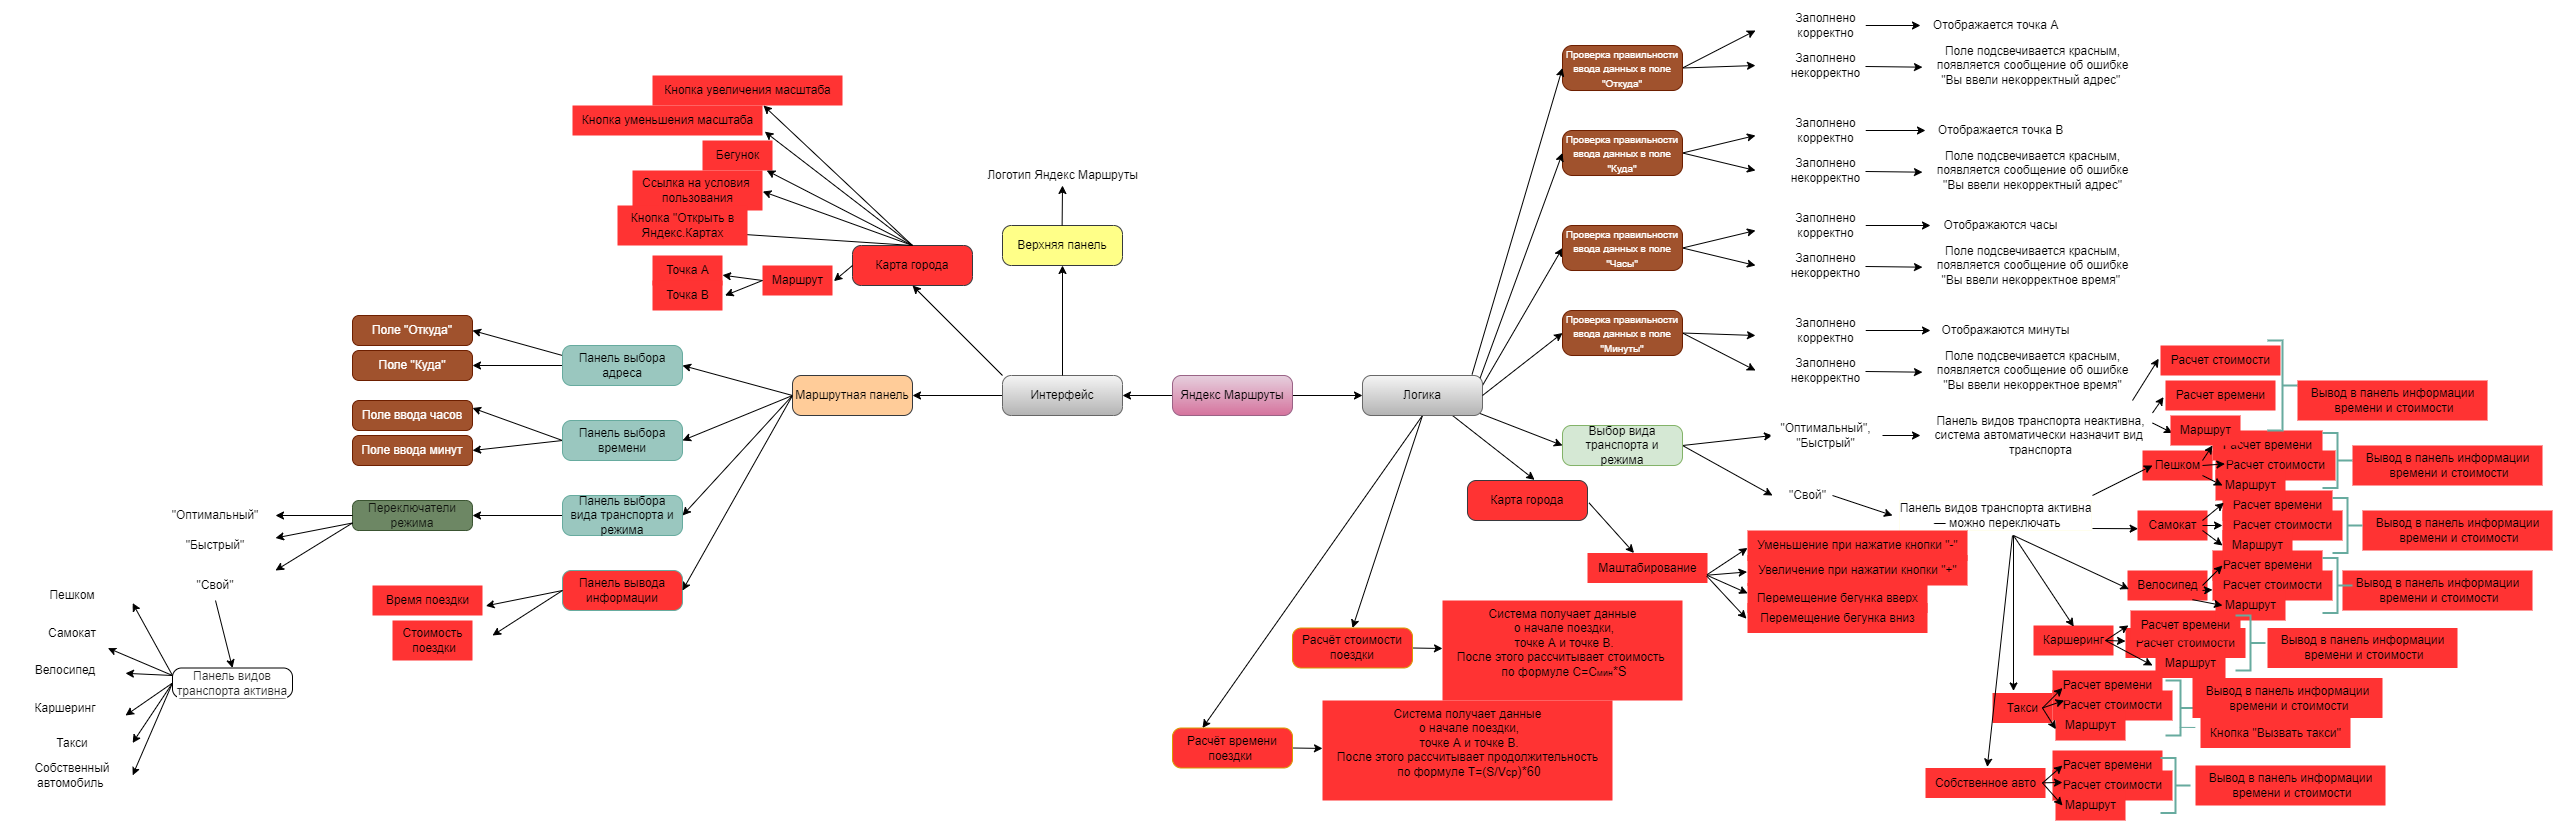 Кнопка увеличения масштаба
Кнопка уменьшения масштаба
Бегунок
Ссылка на условия
пользования
Кнопка "Открыть в
Яндекс.Картах
Карта города
Маршрут
Точка А
Точка В
Логотип Яндекс Маршруты
Верхняя панель
Интерфейс
Яндекс Маршруты
Логика
Маршрутная панель
Панель выбора
адреса
Поле "Откуда"
Поле "Куда"
Панель выбора
времени
Поле ввода часов
Поле ввода минут
Панель выбора
вида транспорта и
режима
Переключатели
режима
"Оптимальный"
"Быстрый"
"Свой"
Панель видов
транспорта активна
Пешком
Самокат
Велосипед
Каршеринг
Такси
Собственный
автомобиль
Панель вывода
информации
Время поездки
Стоимость
поездки
Проверка правильности
ввода данных в поле
"Откуда"
Заполнено
корректно
Отображается точка А
Заполнено
некорректно
Поле подсвечивается красным,
появляется сообщение об ошибке
"Вы ввели некорректный адрес"
Проверка правильности
ввода данных в поле
"Куда"
Заполнено
корректно
Отображается точка В
Заполнено
некорректно
Поле подсвечивается красным,
появляется сообщение об ошибке
"Вы ввели некорректный адрес"
Проверка правильности
ввода данных в поле
"Часы"
Заполнено
корректно
Отображаются часы
Заполнено
некорректно
Поле подсвечивается красным,
появляется сообщение об ошибке
"Вы ввели некорректное время"
Проверка правильности
ввода данных в поле
"Минуты"
Заполнено
корректно
Отображаются минуты
Заполнено
некорректно
Поле подсвечивается красным,
появляется сообщение об ошибке
"Вы ввели некорректное время"
Выбор вида
транспорта и
режима
"Оптимальный",
"Быстрый"
Панель видов транспорта неактивна,
система автоматически назначит вид
транспорта
Расчет стоимости
Расчет времени
Маршрут
Вывод в панель информации
времени и стоимости
"Свой"
Панель видов транспорта активна
— можно переключать
Пешком
Расчет времени
Расчет стоимости
Маршрут
Вывод в панель информации
времени и стоимости
Самокат
Расчет времени
Расчет стоимости
Маршрут
Вывод в панель информации
времени и стоимости
Велосипед
Расчет времени
Расчет стоимости
Маршрут
Вывод в панель информации
времени и стоимости
Каршеринг
Расчет времени
Расчет стоимости
Маршрут
Вывод в панель информации
времени и стоимости
Такси
Расчет времени
Расчет стоимости
Маршрут
Вывод в панель информации
времени и стоимости
Кнопка "Вызвать такси"
Собственное авто
Расчет времени
Расчет стоимости
Маршрут
Вывод в панель информации
времени и стоимости
Карта города
Маштабирование
Уменьшение при нажатие кнопки "-"
Увеличение при нажатии кнопки "+"
Перемещение бегунка вверх
Перемещение бегунка вниз
Расчёт стоимости
поездки
Система получает данные
о начале поездки,
точке А и точке В.
После этого рассчитывает стоимость
по формуле С=Смин*S
Расчёт времени
поездки
Система получает данные
о начале поездки,
точке А и точке В.
После этого рассчитывает продолжительность
по формуле T=(S/Vср)*60